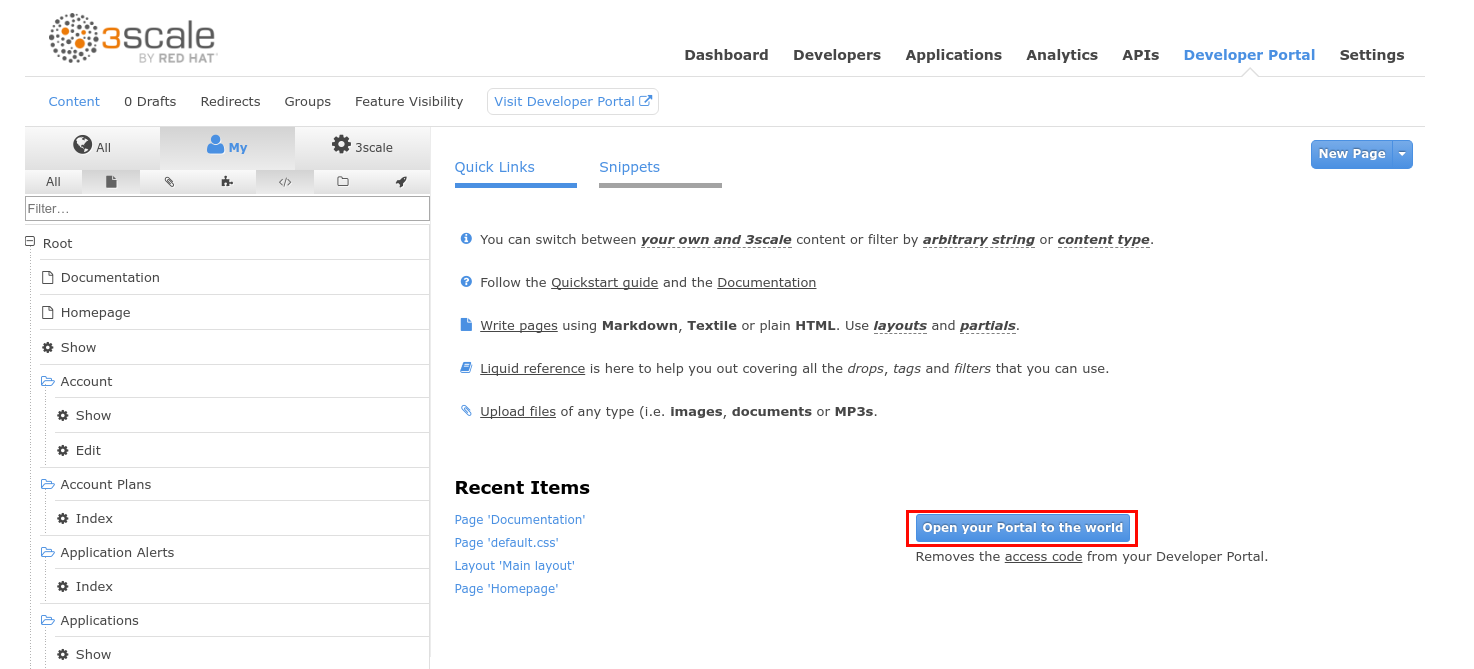 3scale
BY RED HAT
Dashboard Developers Applications Analytics APIs Developer Portal Settings
Content 0 Drafts Redirects Groups Feature Visibility Visit Developer Portal
All My 3scale
All
Filter...
Root
Documentation
Homepage
Show
Account
Show
Edit
Account Plans
Index
Application Alerts
Index
Applications
Show
New Page
Quick Links Snippets
You can switch between your own and 3scale content or filter by arbitrary string or content type.
Follow the Quickstart guide and the Documentation
Write pages using Markdown, Textile or plain HTML. Use layouts and partials.
Liquid reference is here to help you out covering all the drops, tags and filters that you can use.
Upload files of any type (i.e. images, documents or MP3s.
Recent Items
Page 'Documentation'
Page 'default.css'
Layout 'Main layout'
Page 'Homepage'
Open your Portal to the world
Removes the access code from your Developer Portal.